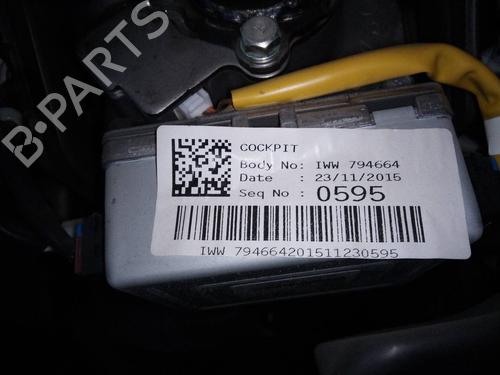 B-PARTS
COCKPIT
Body No: IWW 794664
Date : 23/11/2015
Seq No : 0595
IWW 794664201511230595